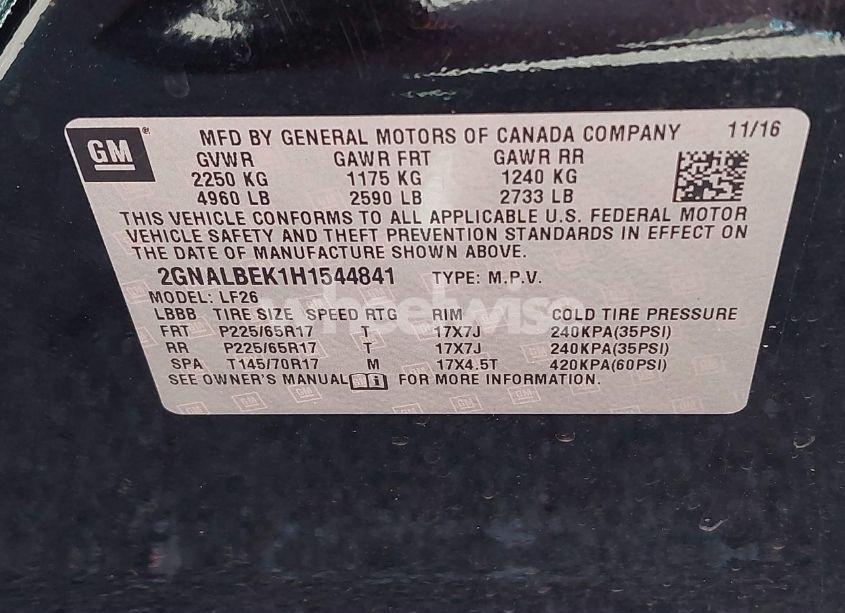 GM
MFD BY GENERAL MOTORS OF CANADA COMPANY 11/16
GVWR GAWR FRT GAWR RR
2250 KG 1175 KG 1240 KG
4960 LB 2590 LB 2733 LB
THIS VEHICLE CONFORMS TO ALL APPLICABLE U.S. FEDERAL MOTOR
VEHICLE SAFETY AND THEFT PREVENTION STANDARDS IN EFFECT ON
THE DATE OF MANUFACTURE SHOWN ABOVE.
2GNALBEK1H1544841 TYPE: M.P.V.
MODEL: LF26
wheelwise
LBBB TIRE SIZE SPEED RTG RIM COLD TIRE PRESSURE
FRT P225/65R17 T 17X7J 240KPA(35PSI)
RR P225/65R17 T 17X7J 240KPA(35PSI)
SPA T145/70R17 M 17X4.5T 420KPA(60PSI)
SEE OWNER'S MANUAL FOR MORE INFORMATION.